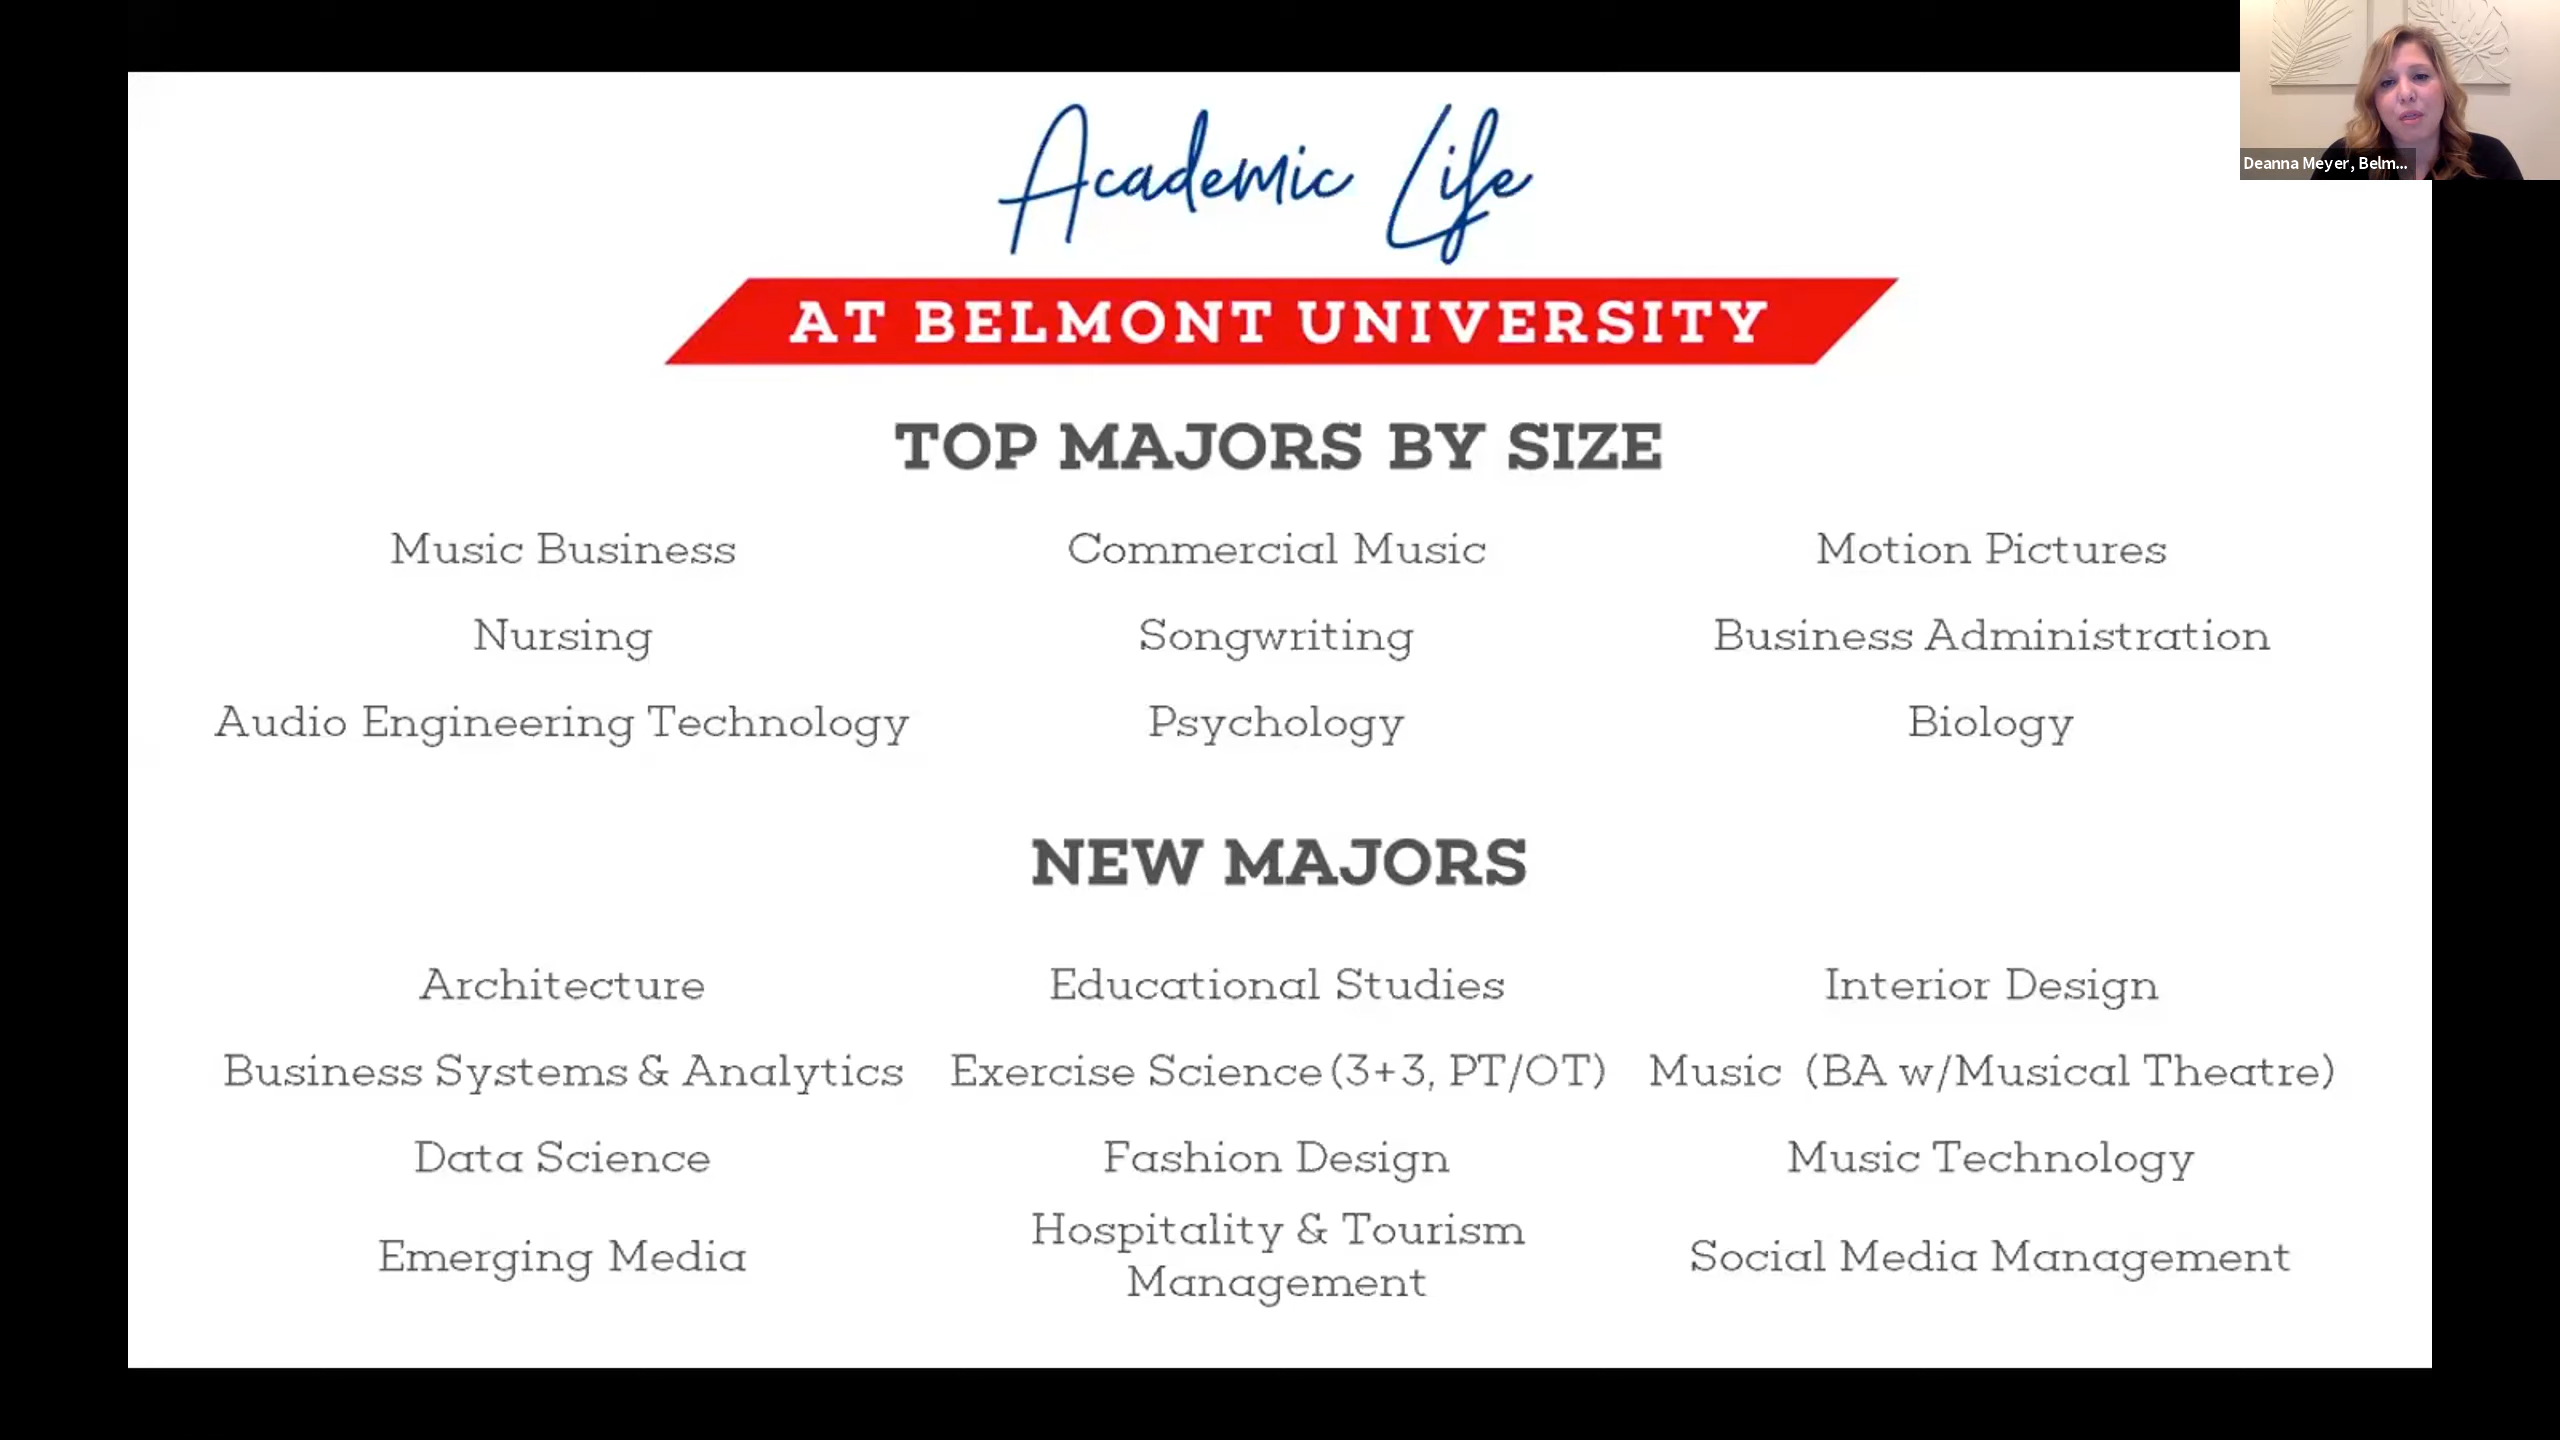 Academic Life
AT BELMONT UNIVERSITY
TOP MAJORS BY SIZE
Music Business
Commercial Music
Motion Pictures
Nursing
Songwriting
Business Administration
Audio Engineering Technology
Psychology
Biology
NEW MAJORS
Architecture
Educational Studies
Interior Design
Business Systems & Analytics
Exercise Science (3+3, PT/OT)
Music (BA w/Musical Theatre)
Data Science
Fashion Design
Music Technology
Emerging Media
Hospitality & Tourism
Management
Social Media Management
Deanna Meyer, Belm...